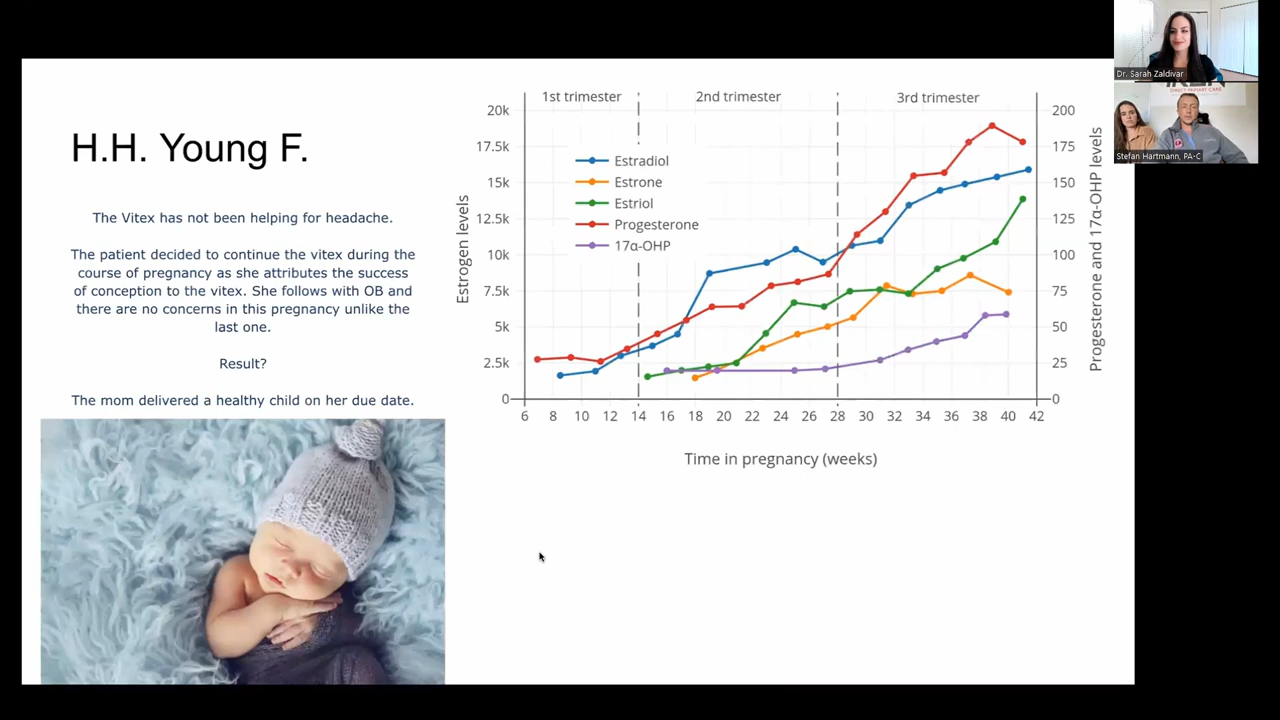 H.H. Young F.
The Vitex has not been helping for headache.
The patient decided to continue the vitex during the
course of pregnancy as she attributes the success
of conception to the vitex. She follows with OB and
there are no concerns in this pregnancy unlike the
last one.
Result?
The mom delivered a healthy child on her due date.
1st trimester 2nd trimester 3rd trimester
Estrogen levels
20k
17.5k
15k
12.5k
10k
7.5k
5k
2.5k
0
Estradiol
Estrone
Estriol
Progesterone
17α-OHP
200
175
150
125
100
75
50
25
0
Progesterone and 17α-OHP levels
6 8 10 12 14 16 18 20 22 24 26 28 30 32 34 36 38 40 42
Time in pregnancy (weeks)
Dr. Sarah Zaldivar
DIRECT PRIMARY CARE
Stefan Hartmann, PA-C